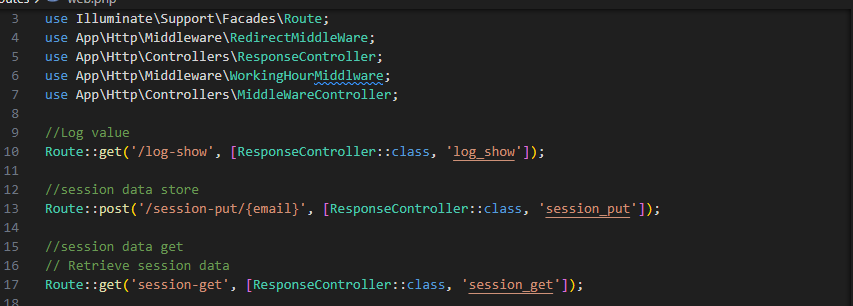 web.php
3 use Illuminate\Support\Facades\Route;
4 use App\Http\Middleware\RedirectMiddleWare;
5 use App\Http\Controllers\ResponseController;
6 use App\Http\Middleware\WorkingHourMiddlware;
7 use App\Http\Controllers\MiddleWareController;
8
9 //Log value
10 Route::get('/log-show', [ResponseController::class, 'log_show']);
11
12 //session data store
13 Route::post('/session-put/{email}', [ResponseController::class, 'session_put']);
14
15 //session data get
16 // Retrieve session data
17 Route::get('session-get', [ResponseController::class, 'session_get']);
18